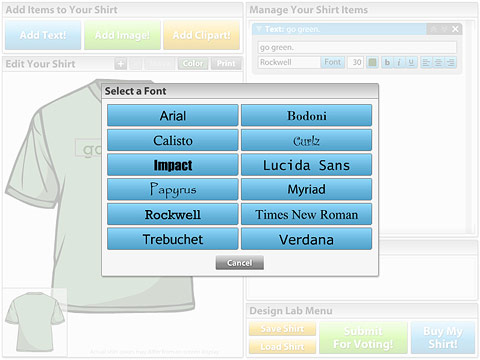 Add Items to Your Shirt
Manage Your Shirt Items
Add Text!
Add Image!
Add Clipart!
Text: go green.
go green.
Rockwell
Font
30
b
i
U
Edit Your Shirt
+
Color
Print
Select a Font
Arial
Bodoni
Calisto
Curlz
Impact
Lucida Sans
Papyrus
Myriad
Rockwell
Times New Roman
Trebuchet
Verdana
Cancel
go
Design Lab Menu
Save Shirt
Load Shirt
Submit
For Voting!
Buy My
Shirt!